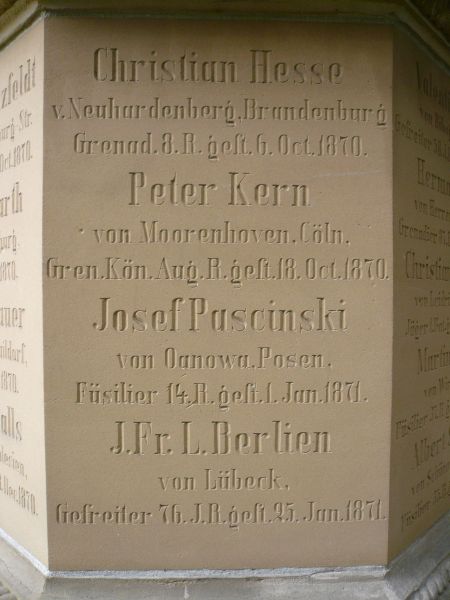 Christian Hesse
v. Neuhardenberg, Brandenburg
Grenad. 8. R. gest. 6. Oct. 1870.
Peter Kern
von Moorenhoven. Cöln.
Gren. Kön. Aug. R. gest. 18. Oct. 1870.
Josef Pascinski
von Oanowa. Posen.
Füsilier 14. R. gest. 1. Jan. 1871.
J. Fr. L. Berlien
von Lübeck.
Gefreiter 76. J. R. gest. 25. Jan. 1871.